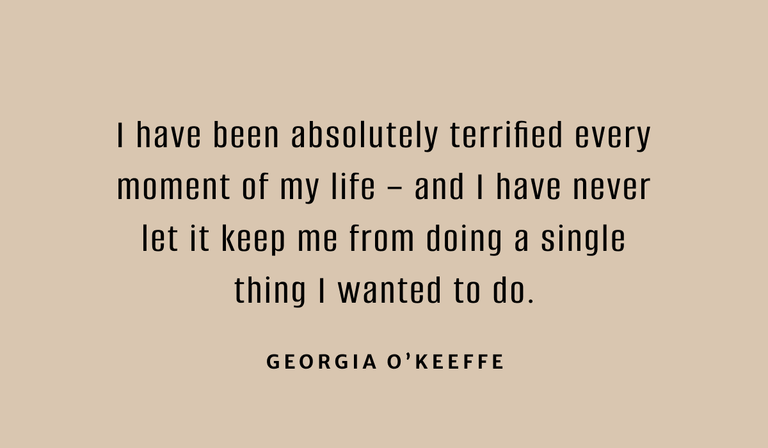 I have been absolutely terrified every
moment of my life – and I have never
let it keep me from doing a single
thing I wanted to do.
GEORGIA O’KEEFFE